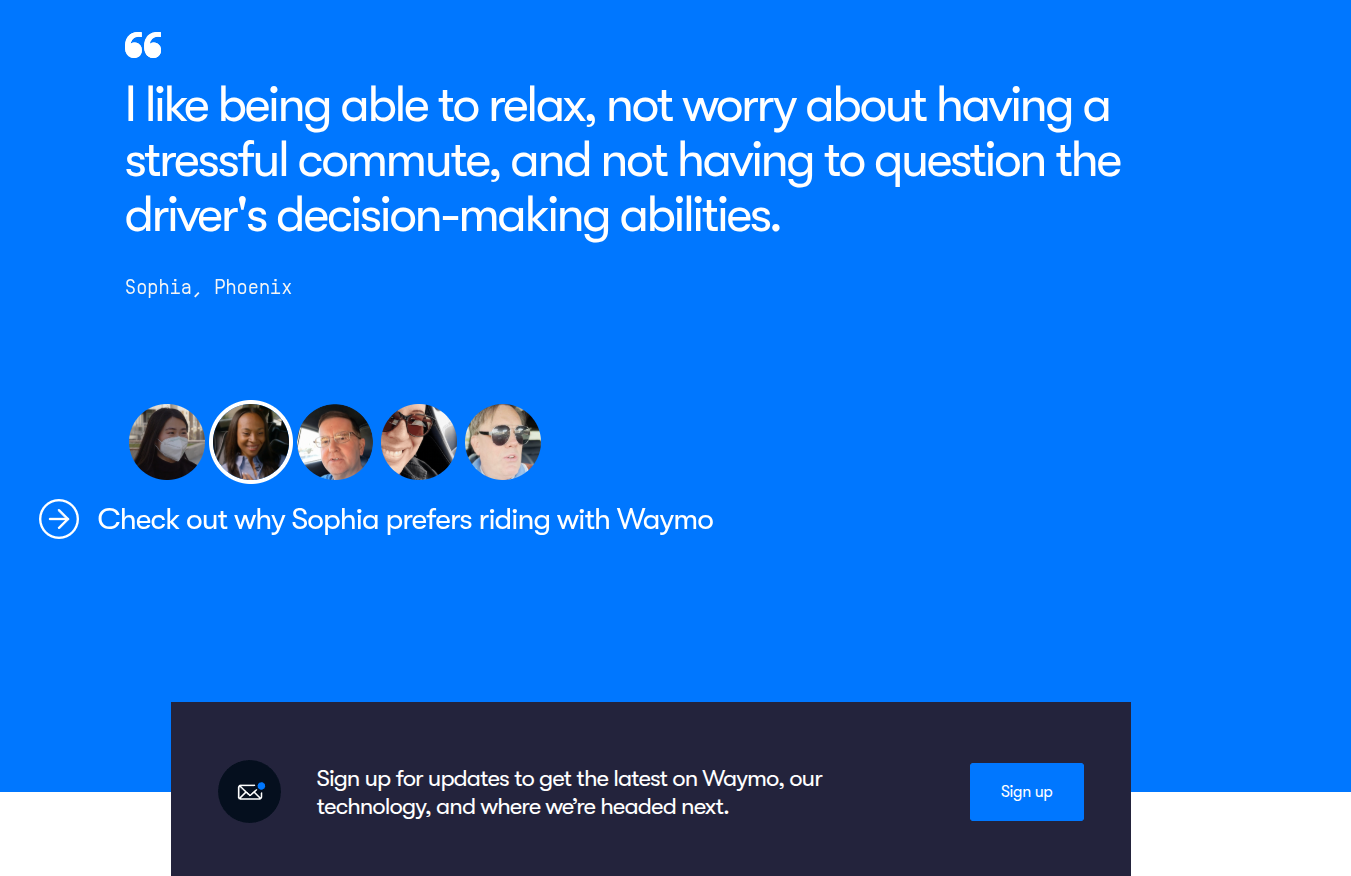 “
I like being able to relax, not worry about having a
stressful commute, and not having to question the
driver's decision-making abilities.
Sophia, Phoenix
Check out why Sophia prefers riding with Waymo
Sign up for updates to get the latest on Waymo, our
technology, and where we’re headed next.
Sign up